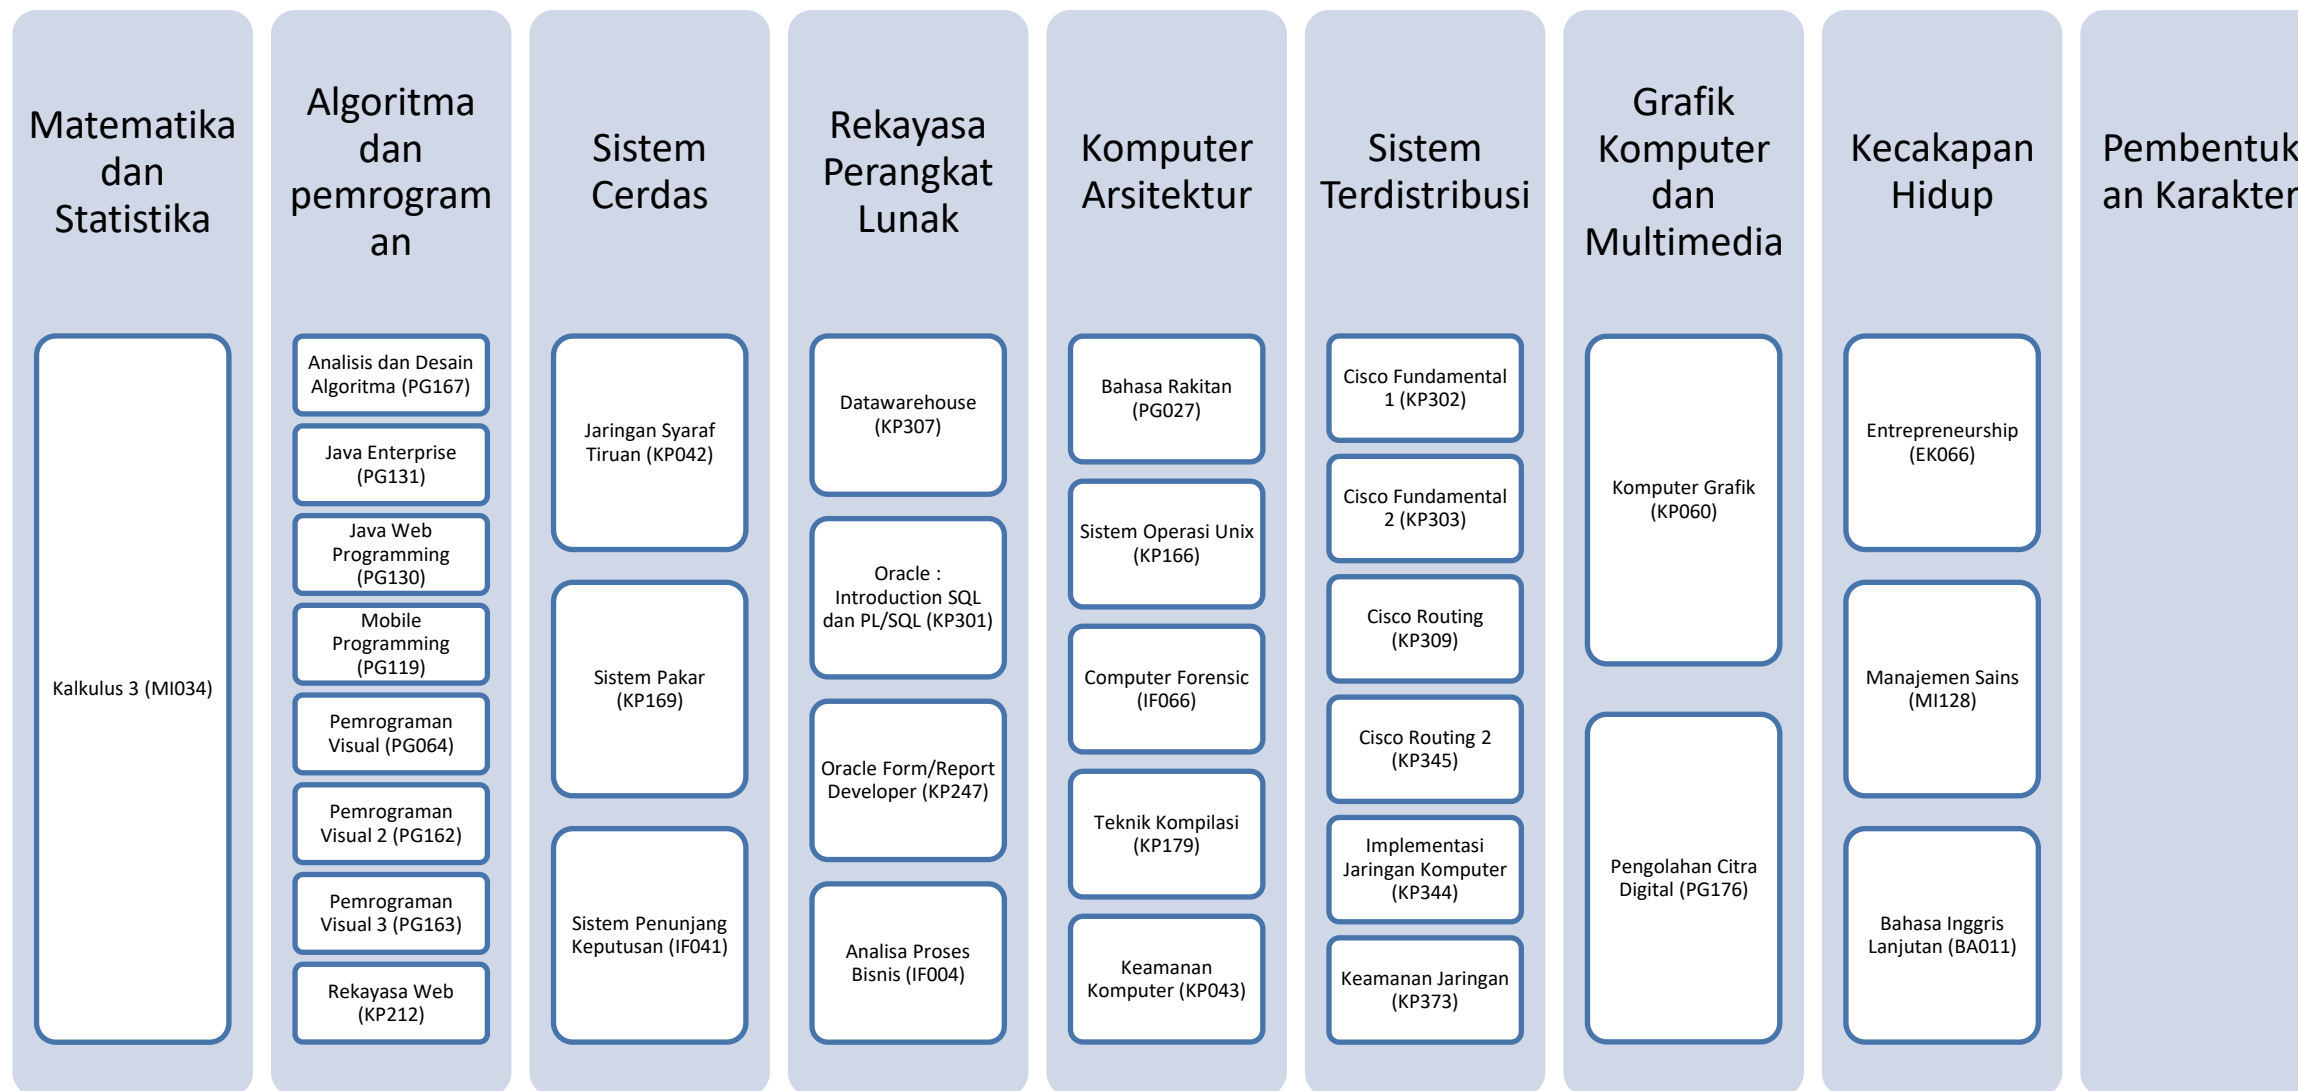 Matematika
dan
Statistika
Kalkulus 3 (MI034)
Algoritma
dan
pemrogram
an
Analisis dan Desain
Algoritma (PG167)
Java Enterprise
(PG131)
Java Web
Programming
(PG130)
Mobile
Programming
(PG119)
Pemrograman
Visual (PG064)
Pemrograman
Visual 2 (PG162)
Pemrograman
Visual 3 (PG163)
Rekayasa Web
(KP212)
Sistem
Cerdas
Jaringan Syaraf
Tiruan (KP042)
Sistem Pakar
(KP169)
Sistem Penunjang
Keputusan (IF041)
Rekayasa
Perangkat
Lunak
Datawarehouse
(KP307)
Oracle :
Introduction SQL
dan PL/SQL (KP301)
Oracle Form/Report
Developer (KP247)
Analisa Proses
Bisnis (IF004)
Komputer
Arsitektur
Bahasa Rakitan
(PG027)
Sistem Operasi Unix
(KP166)
Computer Forensic
(IF066)
Teknik Kompilasi
(KP179)
Keamanan
Komputer (KP043)
Sistem
Terdistribusi
Cisco Fundamental
1 (KP302)
Cisco Fundamental
2 (KP303)
Cisco Routing
(KP309)
Cisco Routing 2
(KP345)
Implementasi
Jaringan Komputer
(KP344)
Keamanan Jaringan
(KP373)
Grafik
Komputer
dan
Multimedia
Komputer Grafik
(KP060)
Pengolahan Citra
Digital (PG176)
Kecakapan
Hidup
Entrepreneurship
(EK066)
Manajemen Sains
(MI128)
Bahasa Inggris
Lanjutan (BA011)
Pembentuk
an Karakter